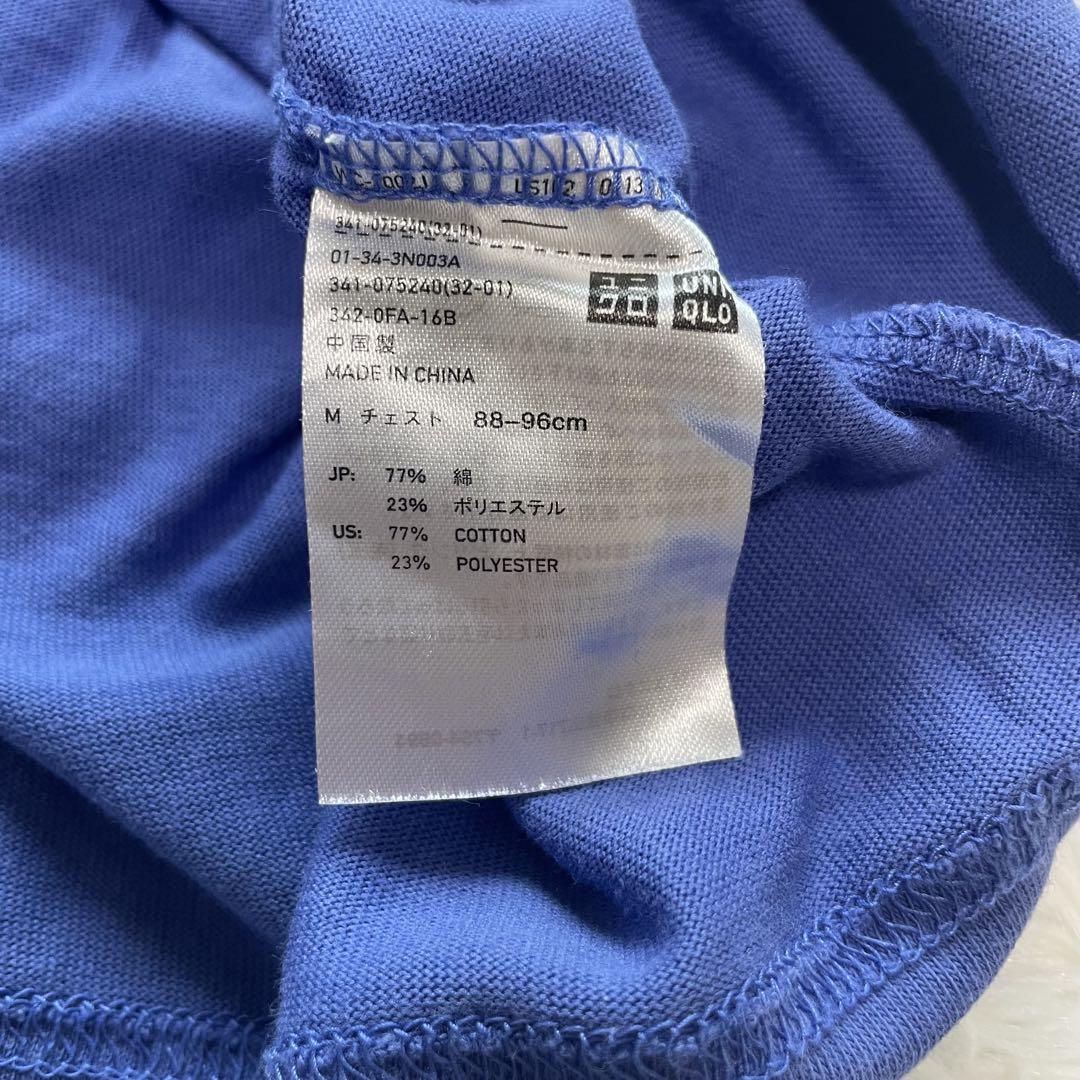 341-075240(32-01)
01-34-3N003A
341-075240(32-01)
342-0FA-16B
中国製
MADE IN CHINA
ユニクロ
UNIQLO
M チェスト 88–96cm
JP: 77% 綿
23% ポリエステル
US: 77% COTTON
23% POLYESTER